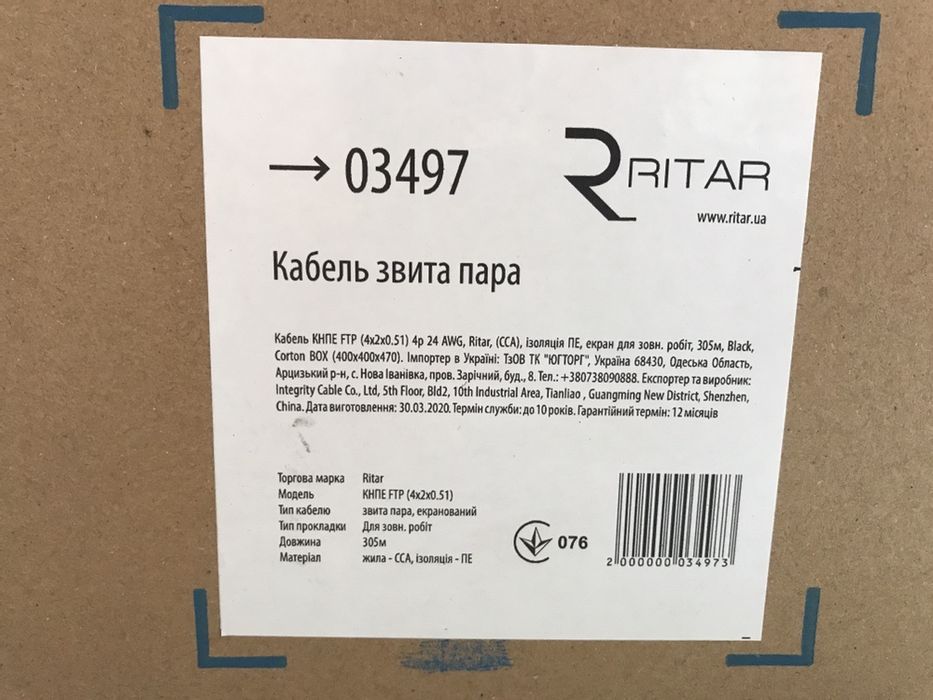 → 03497
RITAR
www.ritar.ua
Кабель звита пара
Кабель КНПЕ FTP (4x2x0.51) 4p 24 AWG, Ritar, (CCA), ізоляція ПЕ, екран для зовн. робіт, 305м, Black,
Corton BOX (400x400x470). Імпортер в Україні: ТзОВ ТК "ЮГТОРГ", Україна 68430, Одеська Область,
Арцизький р-н, с. Нова Іванівка, пров. Зарічний, буд., 8. Тел.: +380738090888. Експортер та виробник:
Integrity Cable Co., Ltd, 5th Floor, Bld2, 10th Industrial Area, Tianliao , Guangming New District, Shenzhen,
China. Дата виготовлення: 30.03.2020. Термін служби: до 10 років. Гарантійний термін: 12 місяців
Торгова марка Ritar
Модель КНПЕ FTP (4x2x0.51)
Тип кабелю звита пара, екранований
Тип прокладки Для зовн. робіт
Довжина 305м
Матеріал жила - CCA, ізоляція - ПЕ
076
2 000000 034973